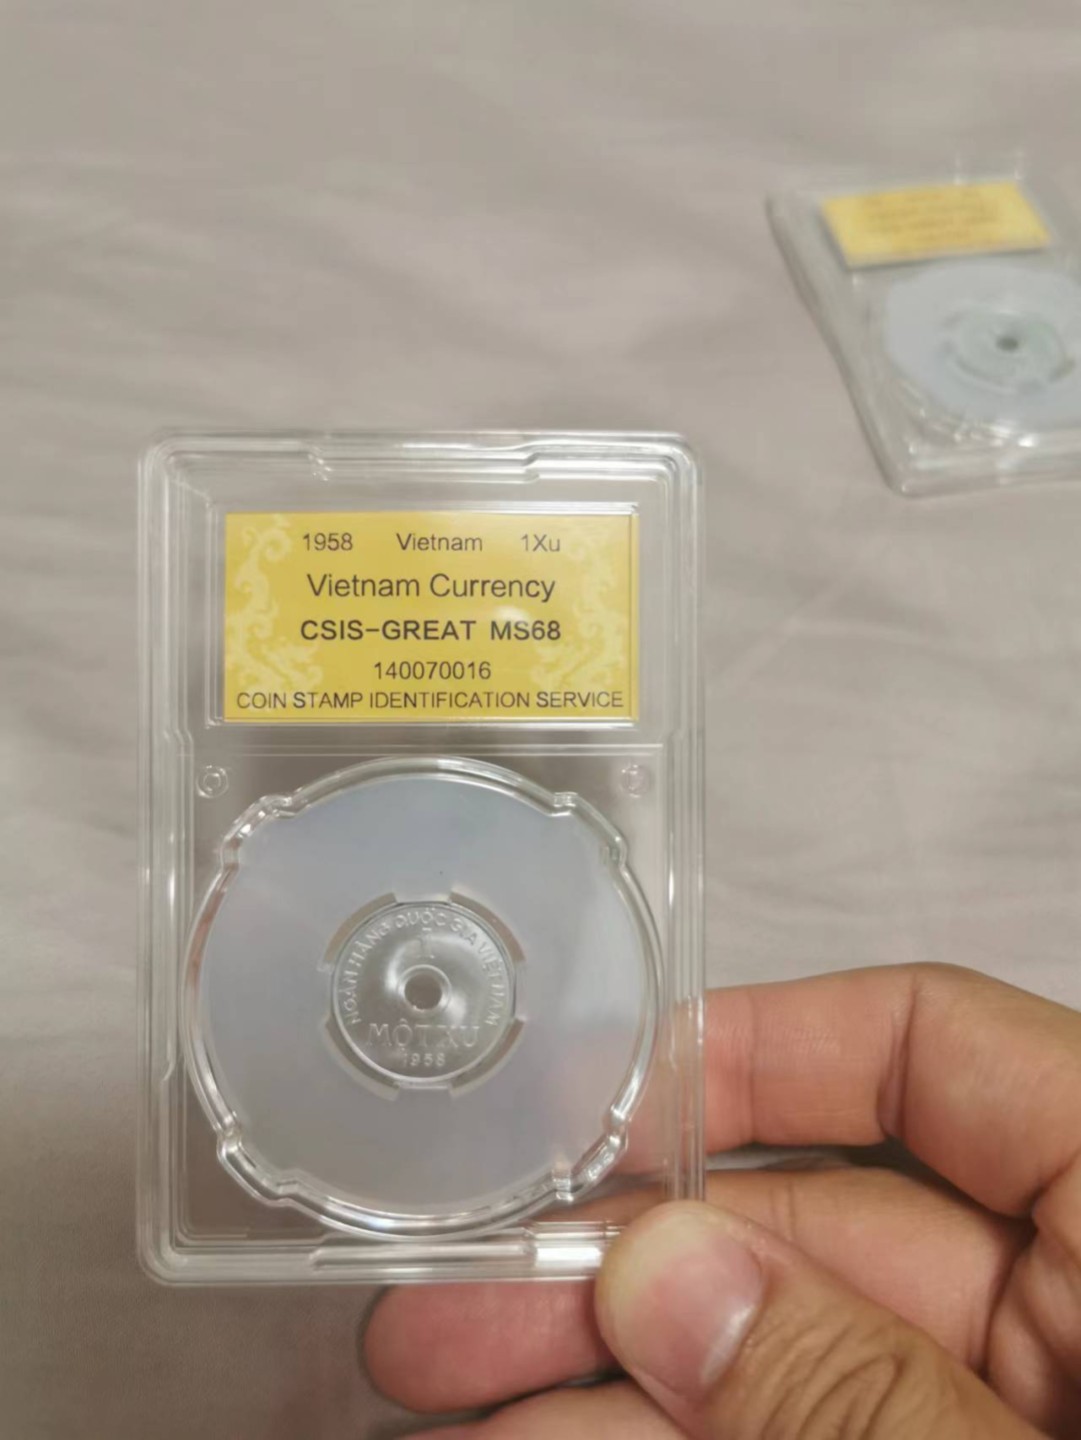 1958 Vietnam 1Xu
Vietnam Currency
CSIS-GREAT MS68
140070016
COIN STAMP IDENTIFICATION SERVICE
NGÂN HÀNG QUỐC GIA VIỆT NAM
1
MỘT XU
1958